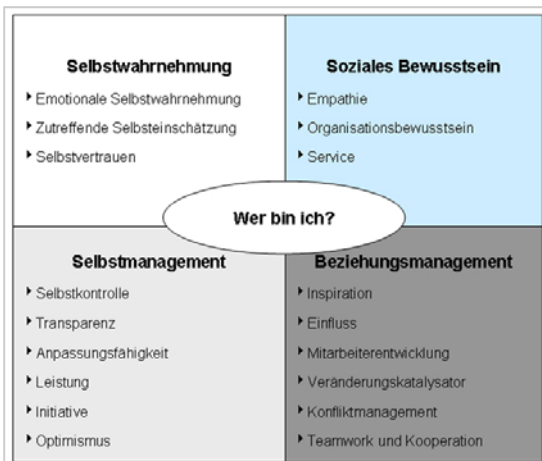 Selbstwahrnehmung
Emotionale Selbstwahrnehmung
Zutreffende Selbsteinschätzung
Selbstvertrauen
Soziales Bewusstsein
Empathie
Organisationsbewusstsein
Service
Wer bin ich?
Selbstmanagement
Selbstkontrolle
Transparenz
Anpassungsfähigkeit
Leistung
Initiative
Optimismus
Beziehungsmanagement
Inspiration
Einfluss
Mitarbeiterentwicklung
Veränderungskatalysator
Konfliktmanagement
Teamwork und Kooperation